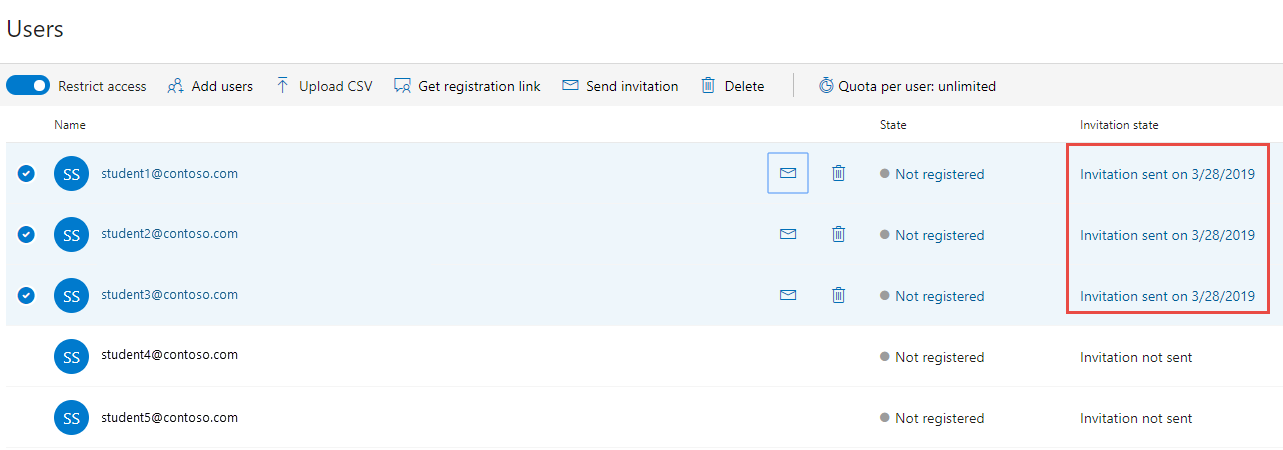 Users
Restrict access Add users Upload CSV Get registration link Send invitation Delete Quota per user: unlimited
Name State Invitation state
SS student1@contoso.com Not registered Invitation sent on 3/28/2019
SS student2@contoso.com Not registered Invitation sent on 3/28/2019
SS student3@contoso.com Not registered Invitation sent on 3/28/2019
SS student4@contoso.com Not registered Invitation not sent
SS student5@contoso.com Not registered Invitation not sent